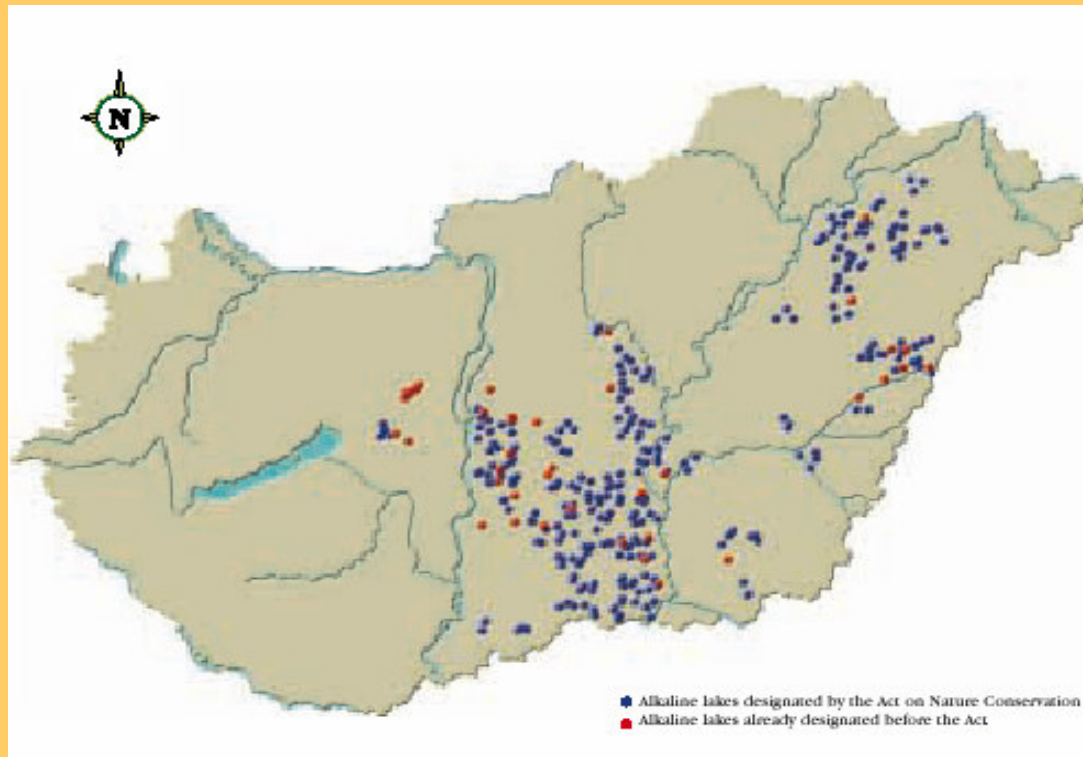 N
Alkaline lakes designated by the Act on Nature Conservation
Alkaline lakes already designated before the Act